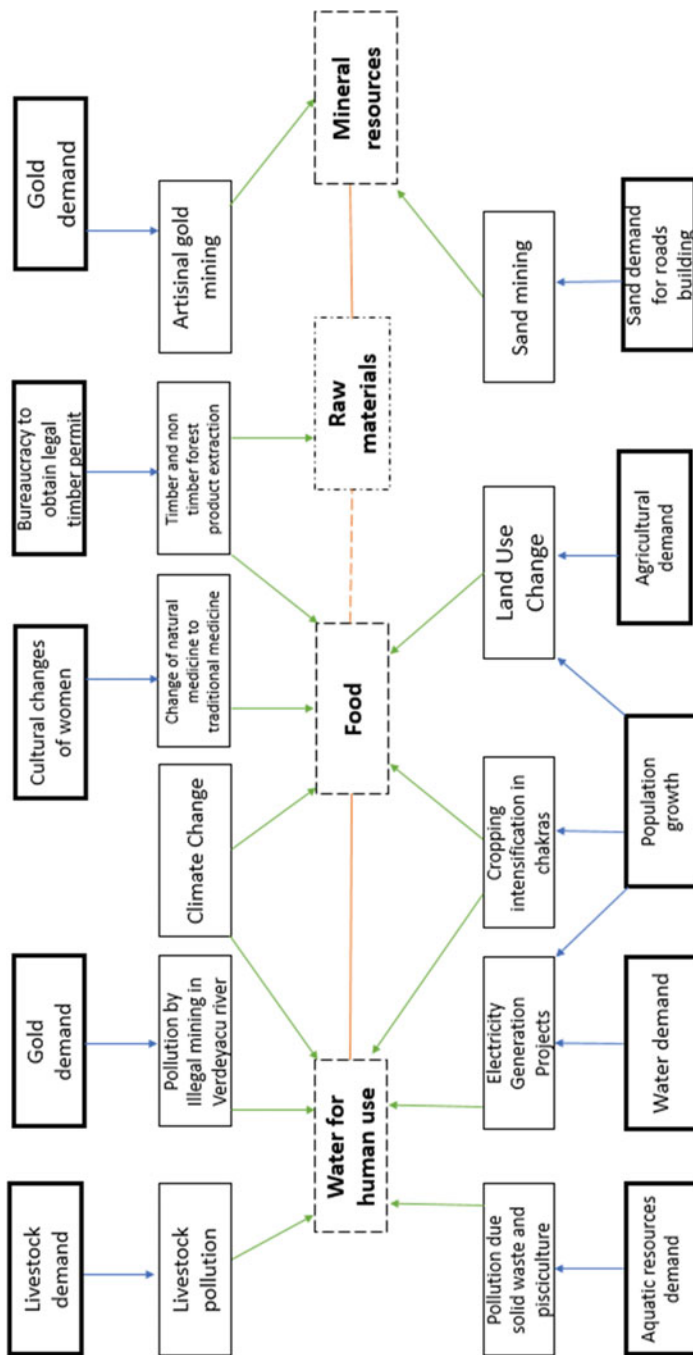 Livestock
demand
Gold
demand
Cultural changes
of women
Bureaucracy to
obtain legal
timber permit
Gold
demand
Livestock
pollution
Pollution by
Illegal mining in
Verdeyacu river
Climate Change
Change of natural
medicine to
traditional medicine
Timber and non
timber forest
product extraction
Artisinal gold
mining
Water for
human use
Food
Raw
materials
Mineral
resources
Pollution due
solid waste and
pisciculture
Electricity
Generation
Projects
Cropping
intensification in
chakras
Land Use
Change
Sand mining
Aquatic resources
demand
Water demand
Population
growth
Agricultural
demand
Sand demand
for roads
building